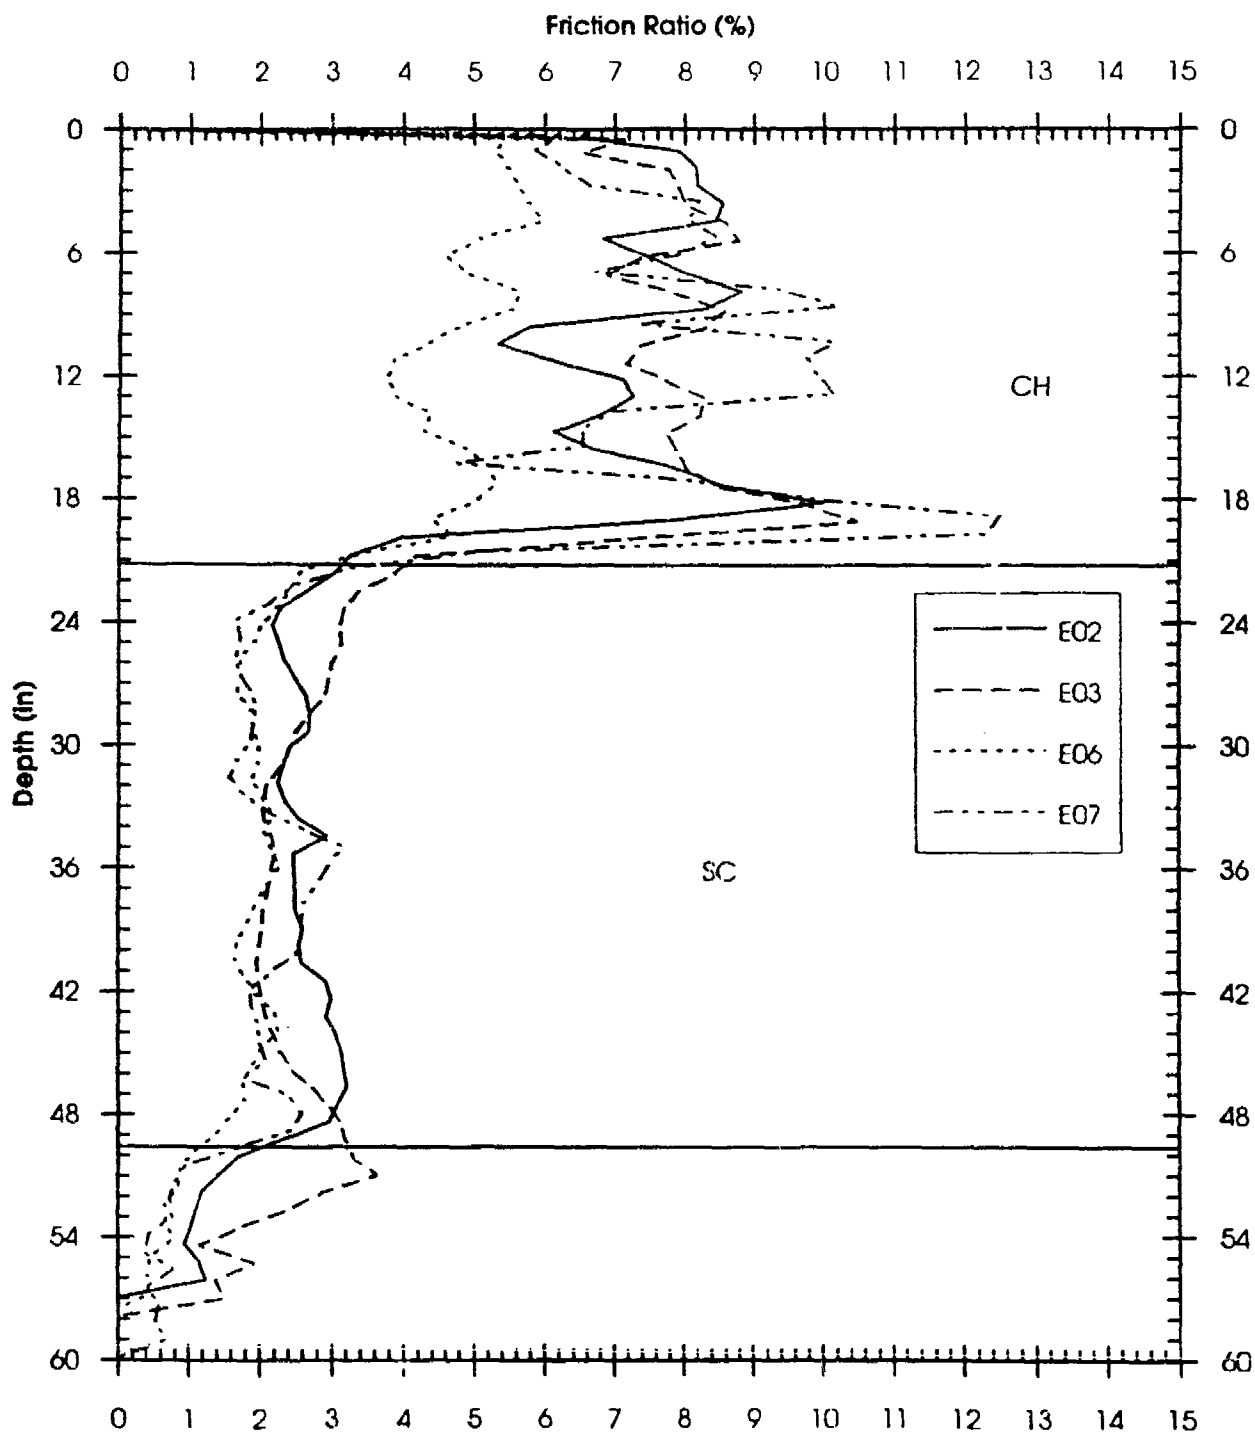 Friction Ratio (%)
0 1 2 3 4 5 6 7 8 9 10 11 12 13 14 15
0 0
6 6
12 CH 12
18 18
24 24
E02
E03
30 30
E06
E07
Depth (in)
36 SC 36
42 42
48 48
54 54
60 60
0 1 2 3 4 5 6 7 8 9 10 11 12 13 14 15